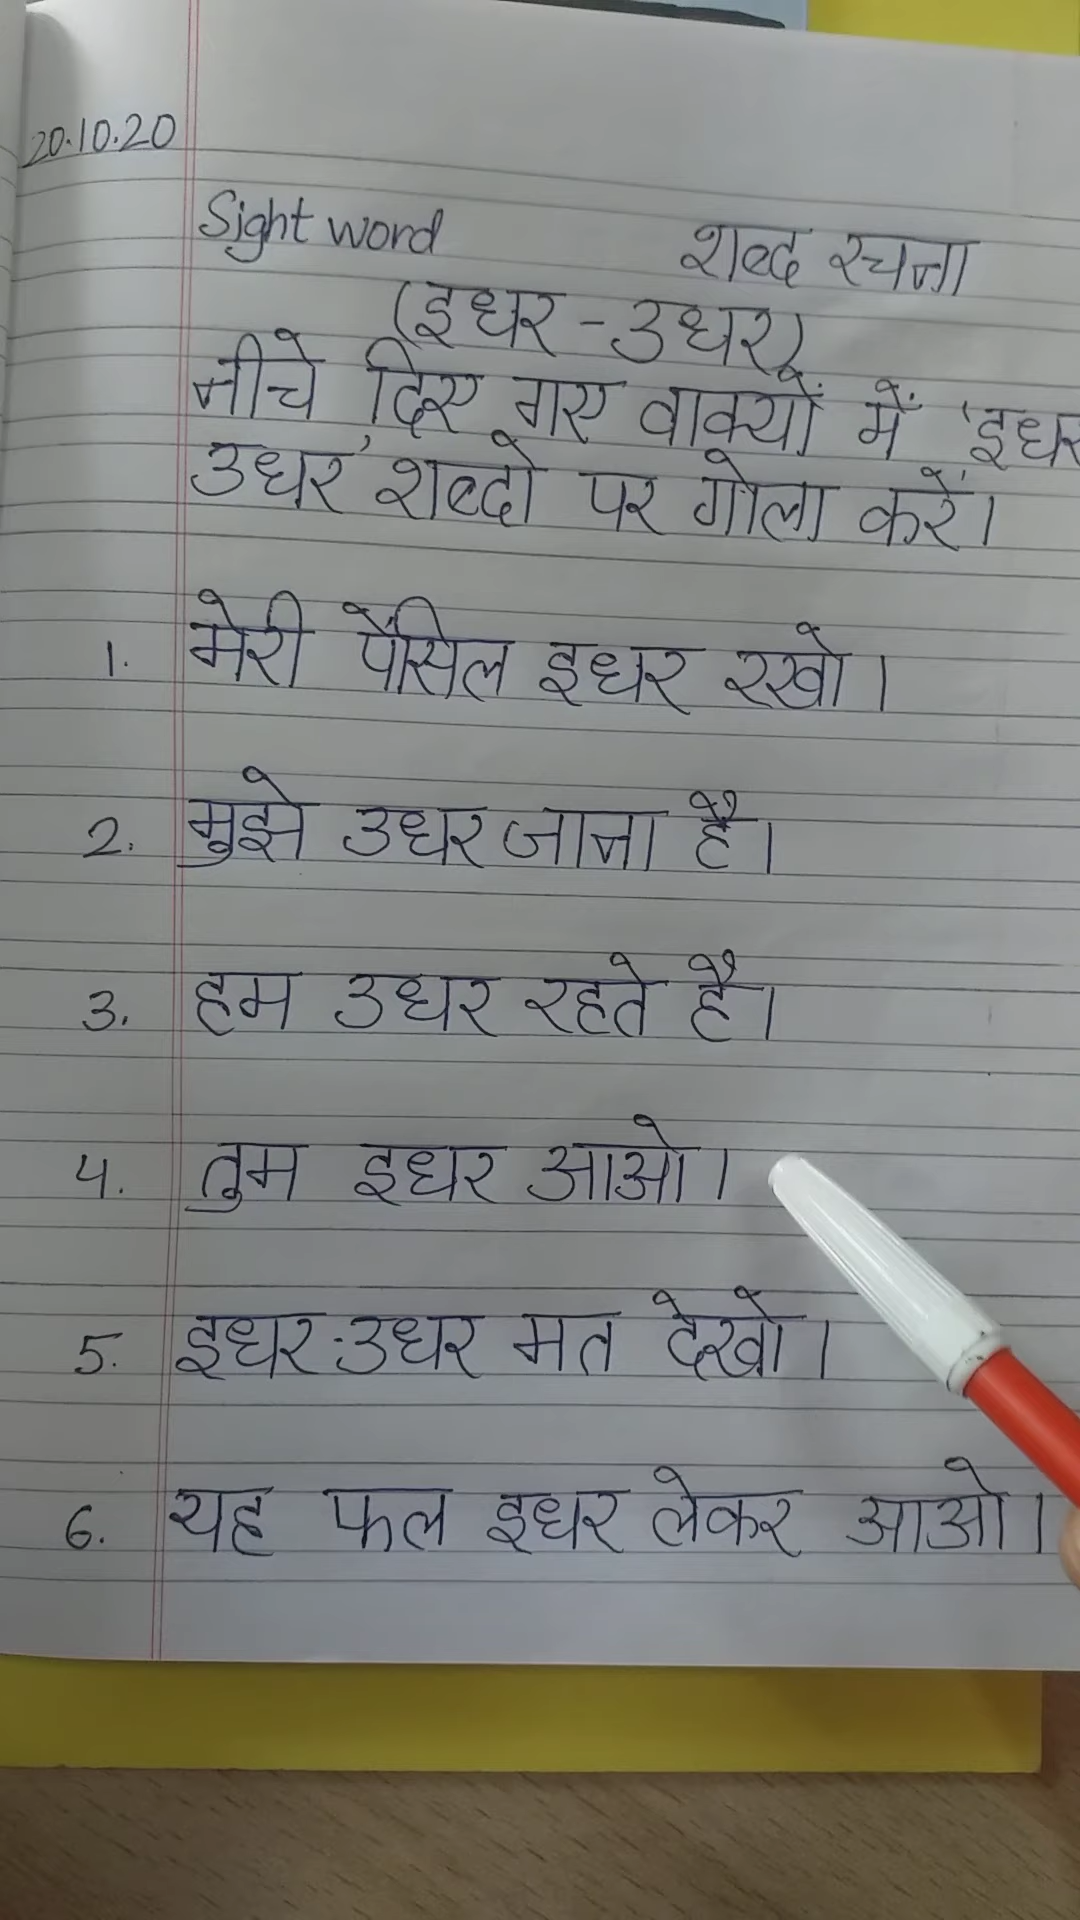 20.10.20
Sight word शब्द रचना
(इधर - उधर)
नीचे दिए गए वाक्यों में 'इधर
उधर' शब्दो पर गोला करें।
1. मेरी पेंसिल इधर रखो।
2. मुझे उधर जाना है।
3. हम उधर रहते है।
4. तुम इधर आओ।
5. इधर-उधर मत देखो।
6. यह फल इधर लेकर आओ।